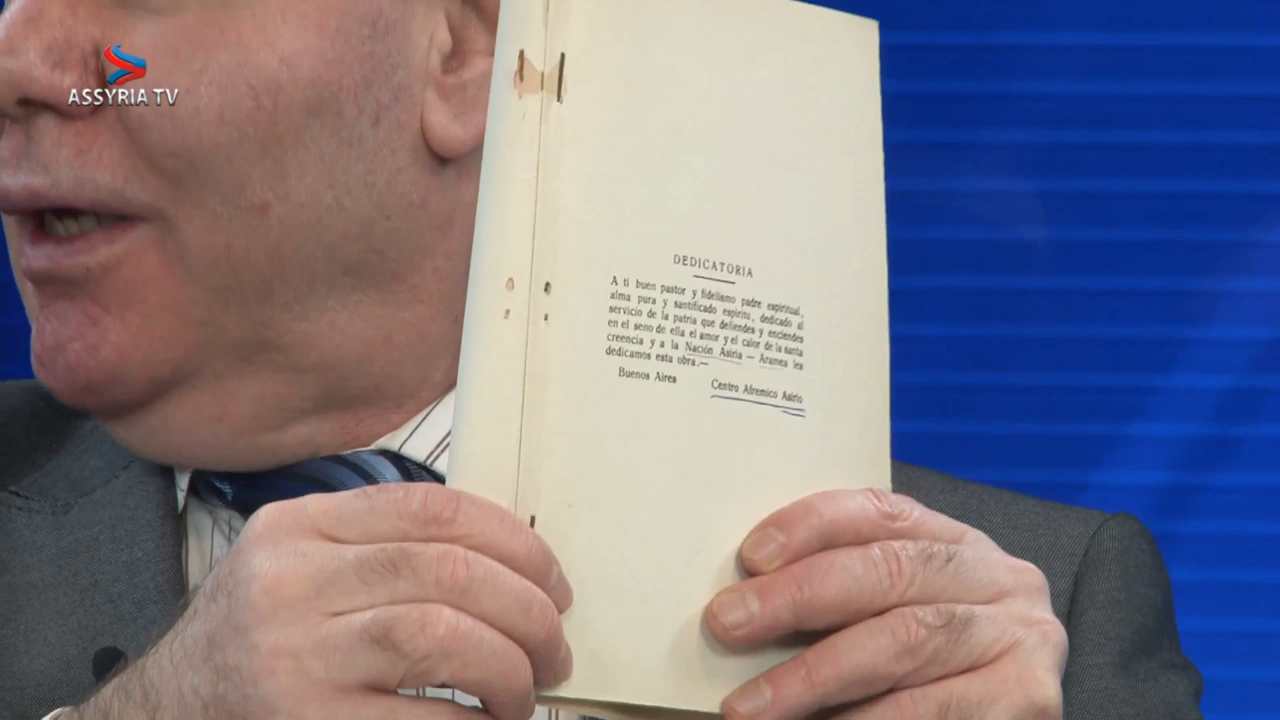 ASSYRIA TV
DEDICATORIA
A ti buen pastor y fidelismo padre espiritual,
alma pura y santificado espiritu, dedicado al
servicio de la patria que defiendes y enciendes
en el seno de ella el amor y el calor de la santa
creencia y a la Nación Asiria — Aramea les
dedicamos esta obra.—
Buenos Aires
Centro Afremico Asirio